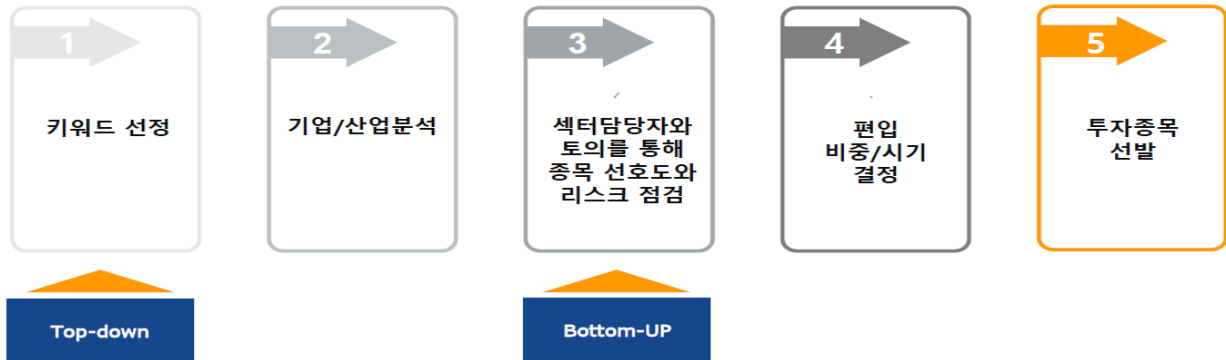 1
키워드 선정
2
기업/산업분석
3
섹터담당자와
토의를 통해
종목 선호도와
리스크 점검
4
편입
비중/시기
결정
5
투자종목
선발
Top-down
Bottom-UP